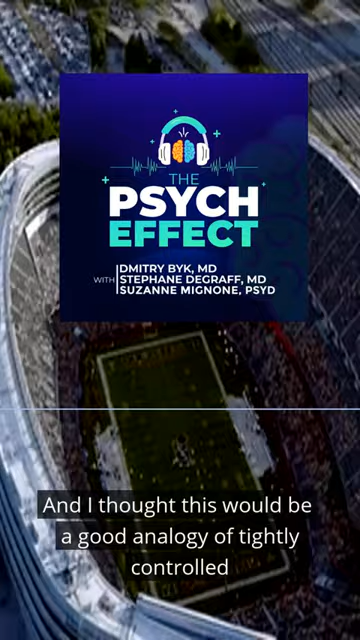 THE
PSYCH
EFFECT
WITH DMITRY BYK, MD
STEPHANE DEGRAFF, MD
SUZANNE MIGNONE, PSYD
And I thought this would be
a good analogy of tightly
controlled